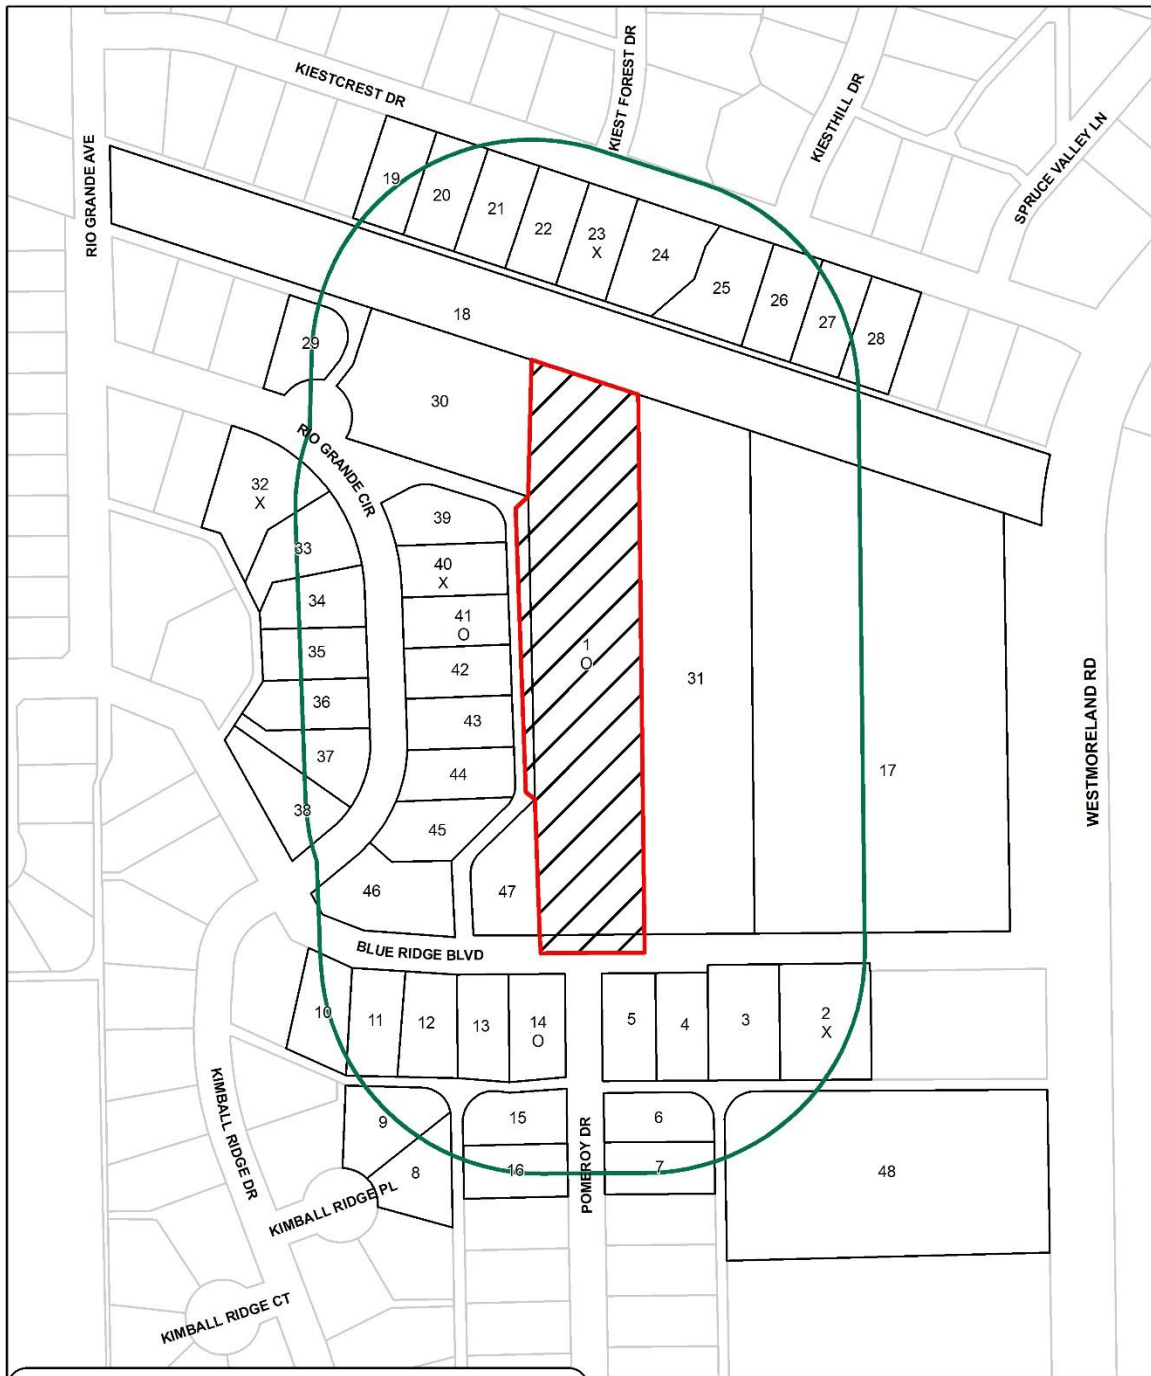 KIESTCREST DR
KIEST FOREST DR
KIESTHILL DR
SPRUCE VALLEY LN
RIO GRANDE AVE
19
20
21
22
23
X
24
25
26
27
28
18
29
30
RIO GRANDE CIR
32
X
33
34
35
36
37
38
39
40
X
41
O
42
43
44
45
46
47
1
O
31
17
WESTMORELAND RD
BLUE RIDGE BLVD
10
11
12
13
14
O
5
4
3
2
X
9
8
15
16
6
7
48
POMEROY DR
KIMBALL RIDGE DR
KIMBALL RIDGE PL
KIMBALL RIDGE CT